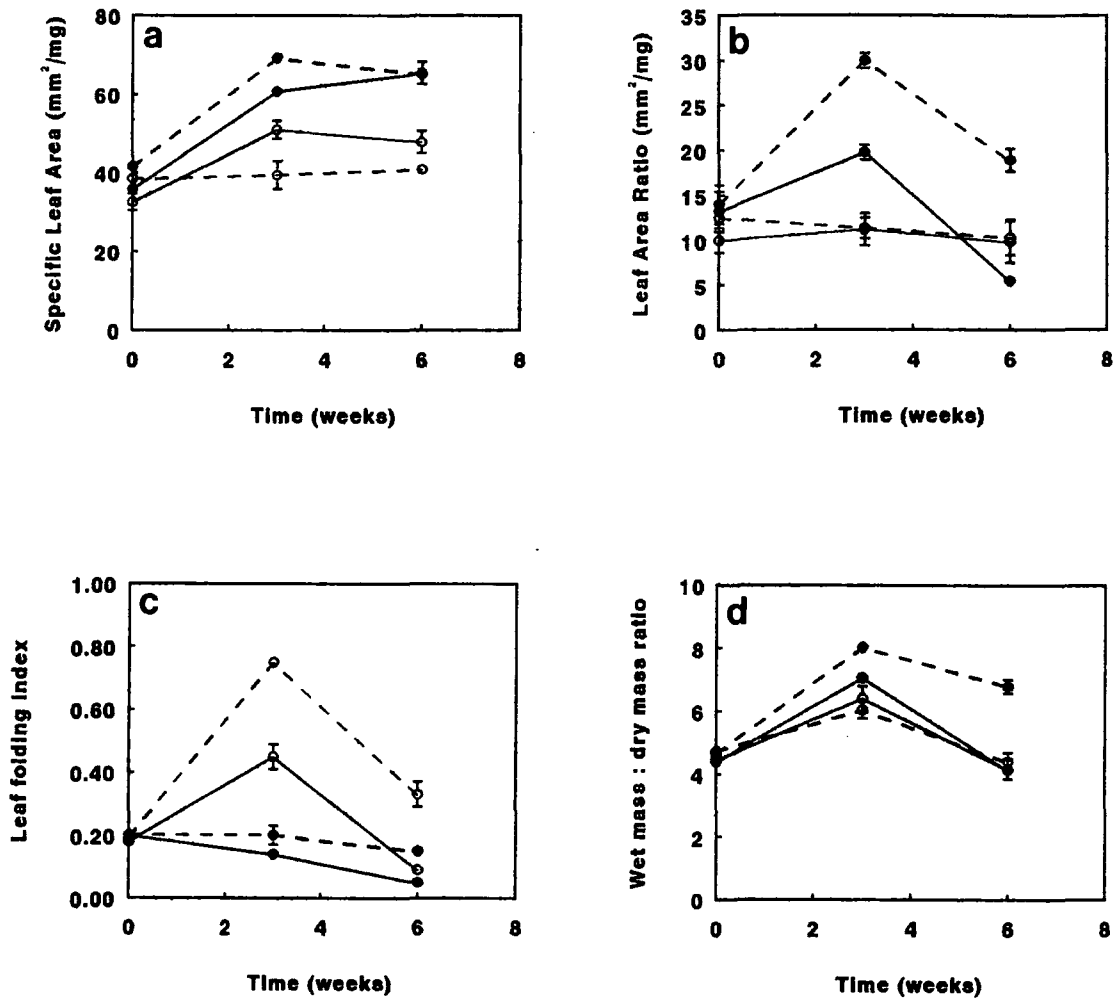 a
Specific Leaf Area (mm²/mg)
80
60
40
20
0
0 2 4 6 8
Time (weeks)
b
Leaf Area Ratio (mm²/mg)
35
30
25
20
15
10
5
0
0 2 4 6 8
Time (weeks)
c
Leaf folding Index
1.00
0.80
0.60
0.40
0.20
0.00
0 2 4 6 8
Time (weeks)
d
Wet mass : dry mass ratio
10
8
6
4
2
0
0 2 4 6 8
Time (weeks)